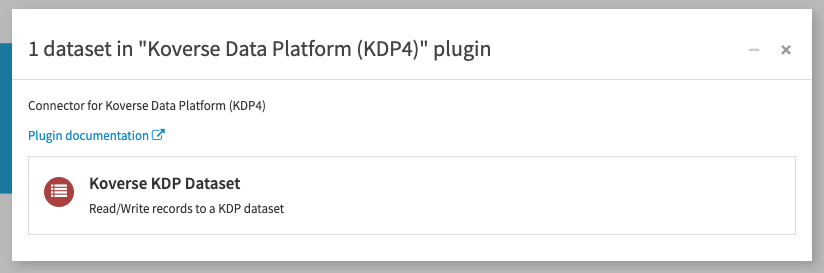 1 dataset in "Koverse Data Platform (KDP4)" plugin
Connector for Koverse Data Platform (KDP4)
Plugin documentation
Koverse KDP Dataset
Read/Write records to a KDP dataset